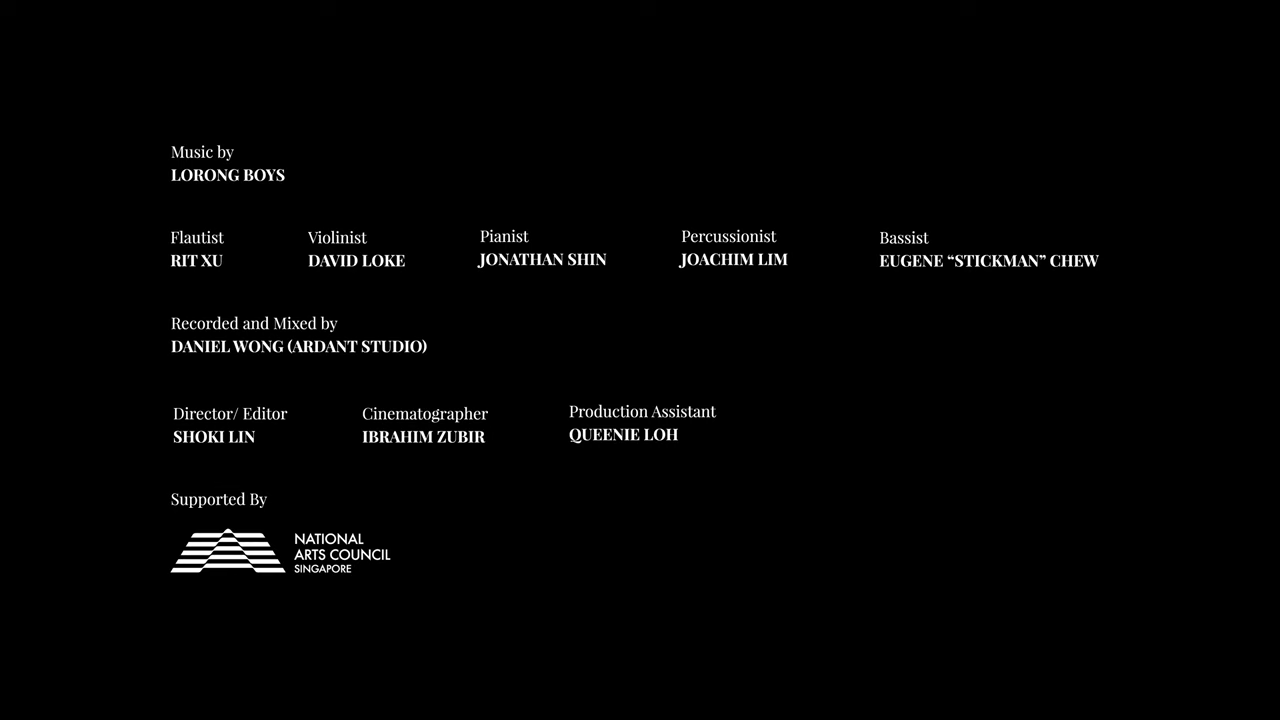 Music by
LORONG BOYS
Flautist Violinist Pianist Percussionist Bassist
RIT XU DAVID LOKE JONATHAN SHIN JOACHIM LIM EUGENE “STICKMAN” CHEW
Recorded and Mixed by
DANIEL WONG (ARDANT STUDIO)
Director/ Editor Cinematographer Production Assistant
SHOKI LIN IBRAHIM ZUBIR QUEENIE LOH
Supported By
NATIONAL
ARTS COUNCIL
SINGAPORE